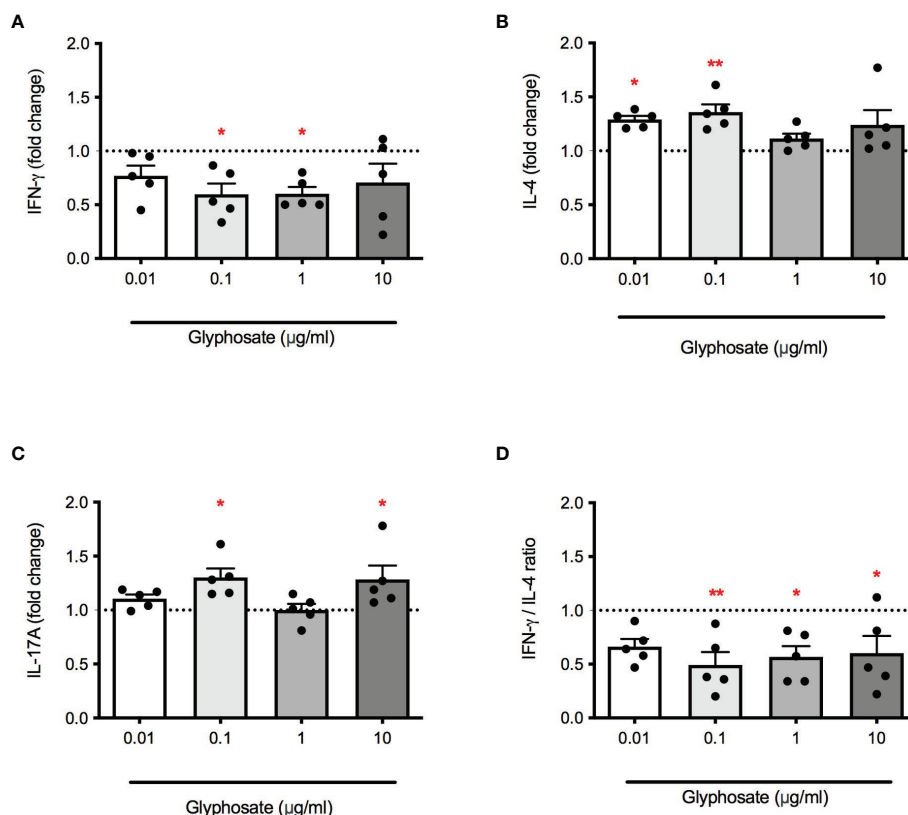 A
IFN-γ (fold change)
2.0
1.5
1.0
0.5
0.0
* *
0.01 0.1 1 10
Glyphosate (µg/ml)
B
IL-4 (fold change)
2.0
1.5
1.0
0.5
0.0
* **
0.01 0.1 1 10
Glyphosate (µg/ml)
C
IL-17A (fold change)
2.0
1.5
1.0
0.5
0.0
* *
0.01 0.1 1 10
Glyphosate (µg/ml)
D
IFN-γ / IL-4 ratio
2.0
1.5
1.0
0.5
0.0
** * *
0.01 0.1 1 10
Glyphosate (µg/ml)